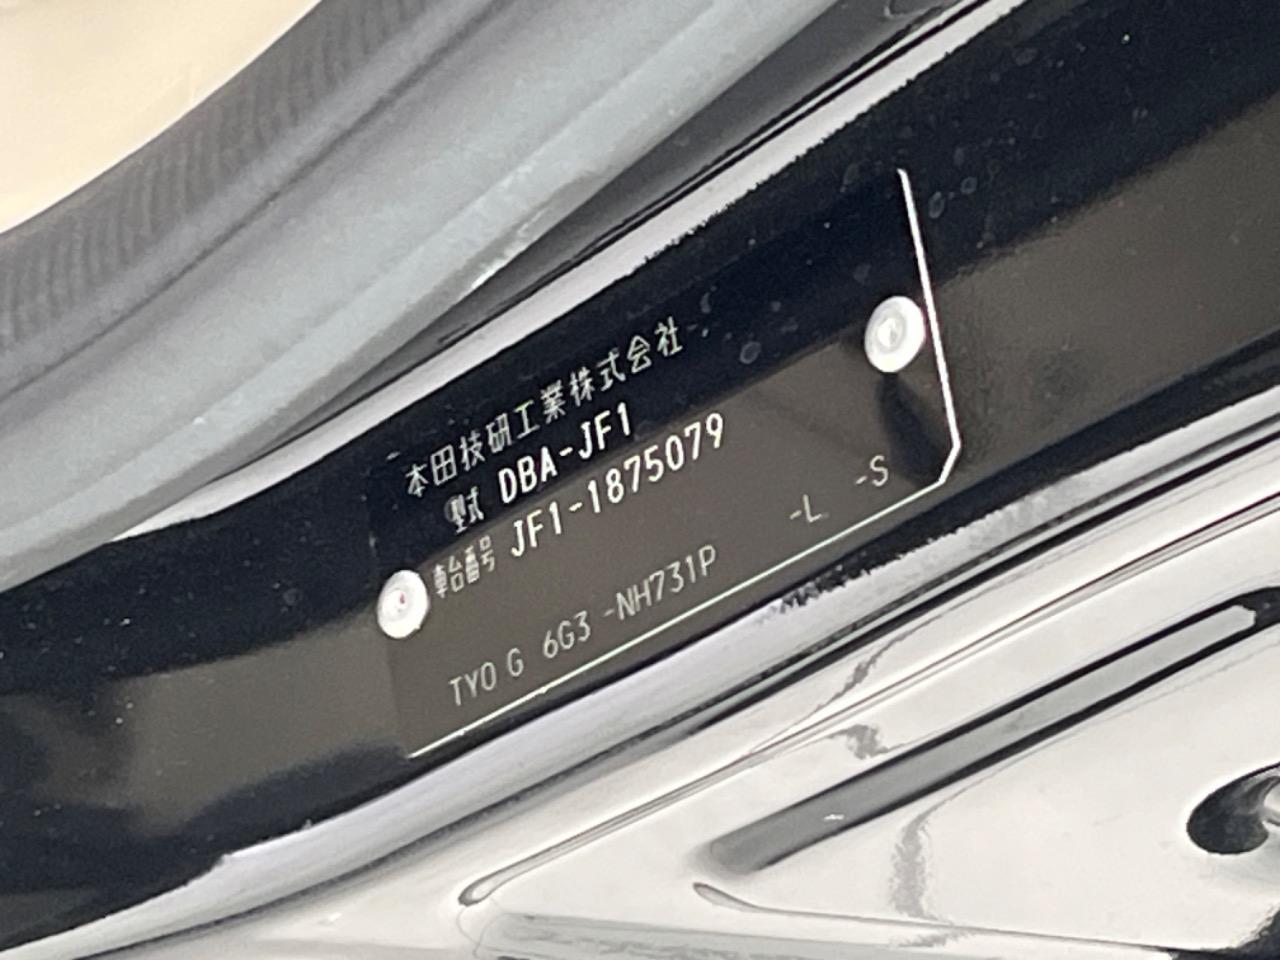 本田技研工業株式会社
型式 DBA-JF1
車台番号 JF1-1875079
TYO G 6G3 -NH731P -L -S